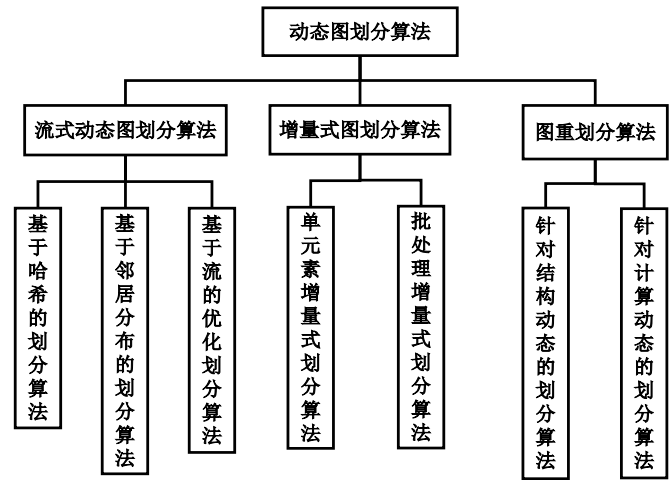 动态图划分算法
流式动态图划分算法
增量式图划分算法
图重划分算法
基于哈希的划分算法
基于邻居分布的划分算法
基于流的优化划分算法
单元素增量式划分算法
批处理增量式划分算法
针对结构动态的划分算法
针对计算动态的划分算法